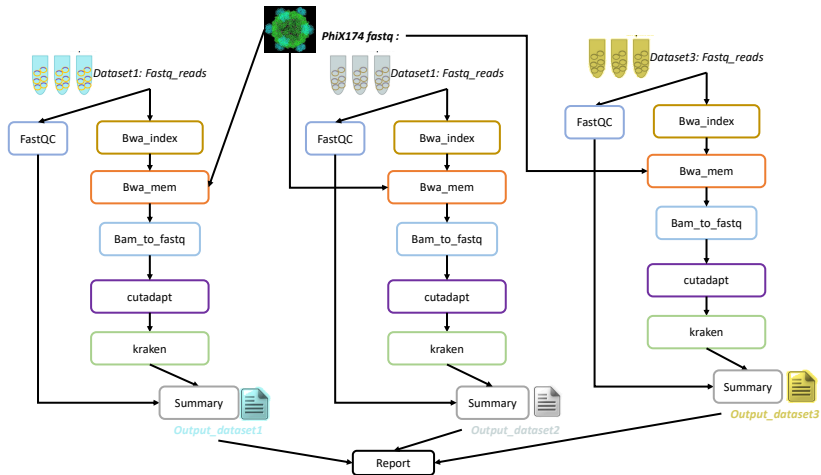 PhiX174 fastq :
Dataset1: Fastq_reads
FastQC
Bwa_index
Bwa_mem
Bam_to_fastq
cutadapt
kraken
Summary
Output_dataset1
Dataset1: Fastq_reads
FastQC
Bwa_index
Bwa_mem
Bam_to_fastq
cutadapt
kraken
Summary
Output_dataset2
Dataset3: Fastq_reads
FastQC
Bwa_index
Bwa_mem
Bam_to_fastq
cutadapt
kraken
Summary
Output_dataset3
Report